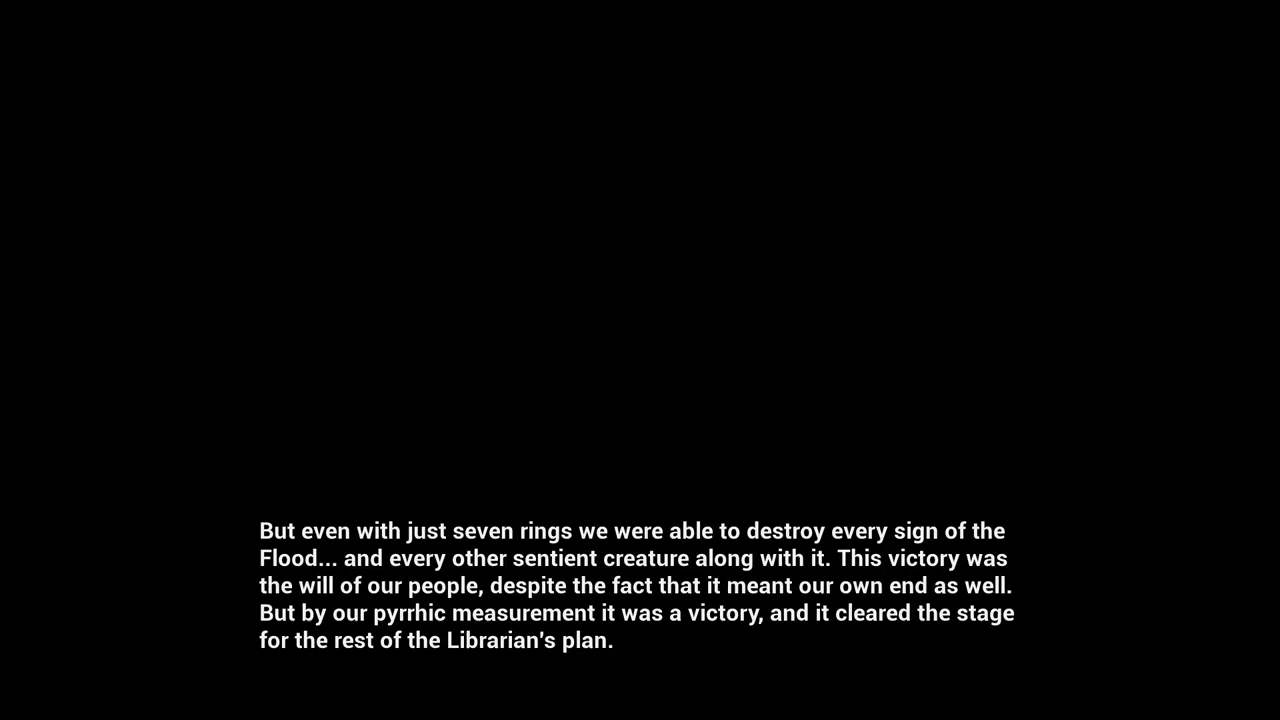 But even with just seven rings we were able to destroy every sign of the
Flood... and every other sentient creature along with it. This victory was
the will of our people, despite the fact that it meant our own end as well.
But by our pyrrhic measurement it was a victory, and it cleared the stage
for the rest of the Librarian's plan.